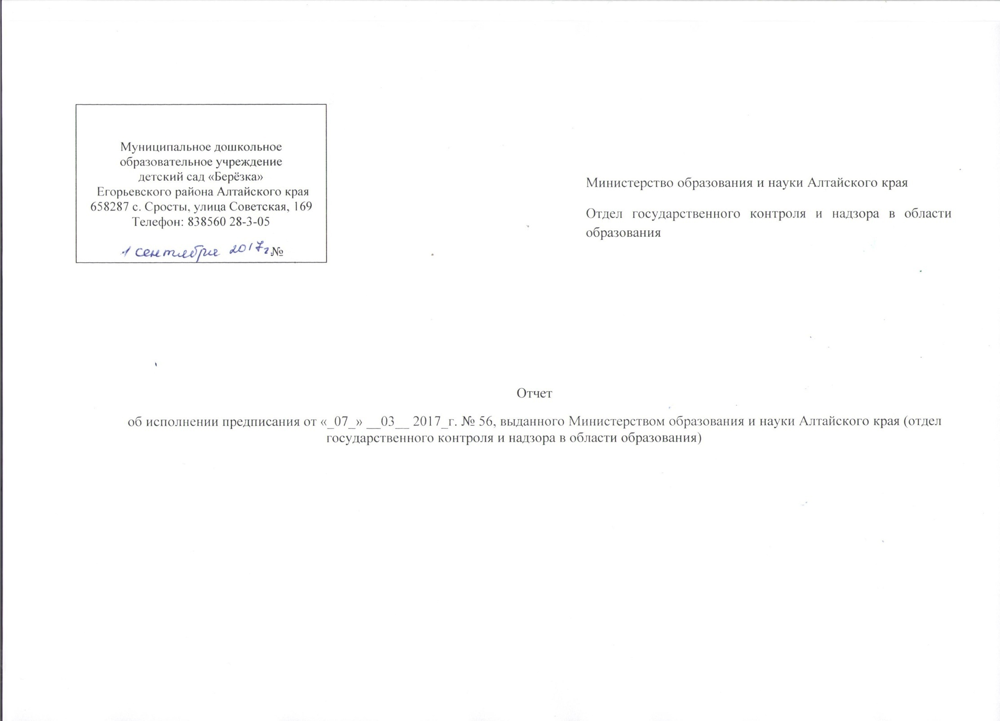 Муниципальное дошкольное
образовательное учреждение
детский сад «Берёзка»
Егорьевского района Алтайского края
658287 с. Сросты, улица Советская, 169
Телефон: 838560 28-3-05
1 сентября 2017г №
Министерство образования и науки Алтайского края
Отдел государственного контроля и надзора в области
образования
Отчет
об исполнении предписания от «_07_» __03__ 2017_г. № 56, выданного Министерством образования и науки Алтайского края (отдел
государственного контроля и надзора в области образования)